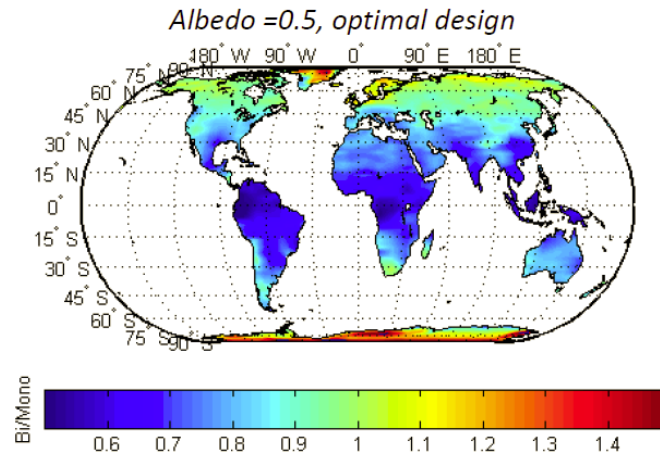 Albedo =0.5, optimal design
180° W 90° W 0° 90° E 180° E
75° N
60° N
45° N
30° N
15° N
0°
15° S
30° S
45° S
60° S
75° S 90° S
Bi/Mono
0.6 0.7 0.8 0.9 1 1.1 1.2 1.3 1.4